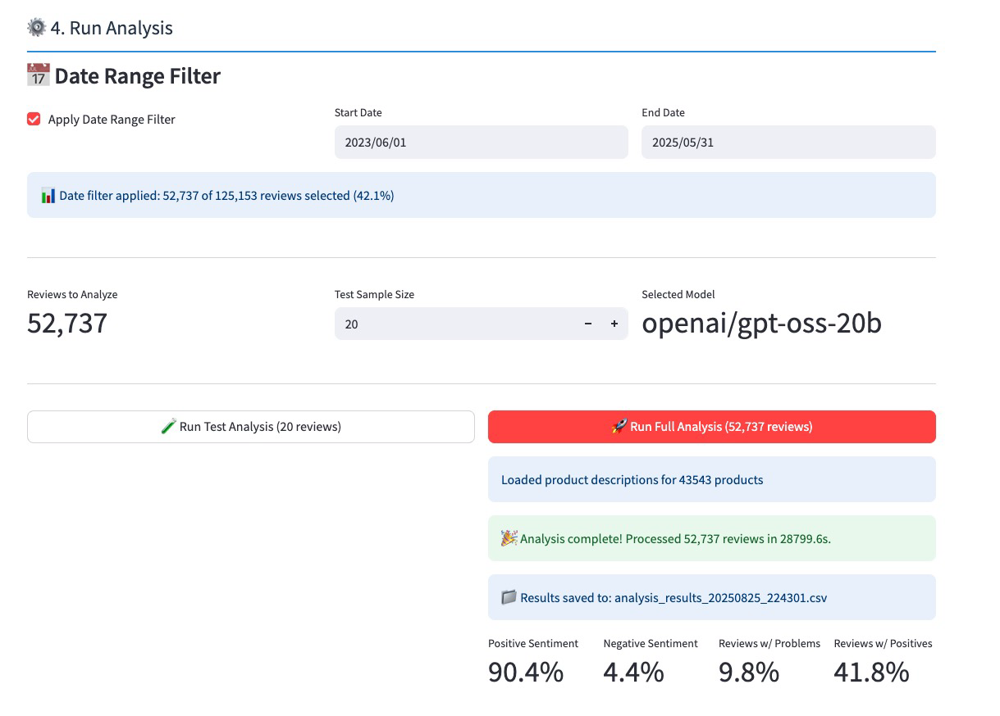 4. Run Analysis
JUL
17
Date Range Filter
Apply Date Range Filter
Start Date
2023/06/01
End Date
2025/05/31
Date filter applied: 52,737 of 125,153 reviews selected (42.1%)
Reviews to Analyze
52,737
Test Sample Size
20
− +
Selected Model
openai/gpt-oss-20b
Run Test Analysis (20 reviews)
Run Full Analysis (52,737 reviews)
Loaded product descriptions for 43543 products
Analysis complete! Processed 52,737 reviews in 28799.6s.
Results saved to: analysis_results_20250825_224301.csv
Positive Sentiment
90.4%
Negative Sentiment
4.4%
Reviews w/ Problems
9.8%
Reviews w/ Positives
41.8%